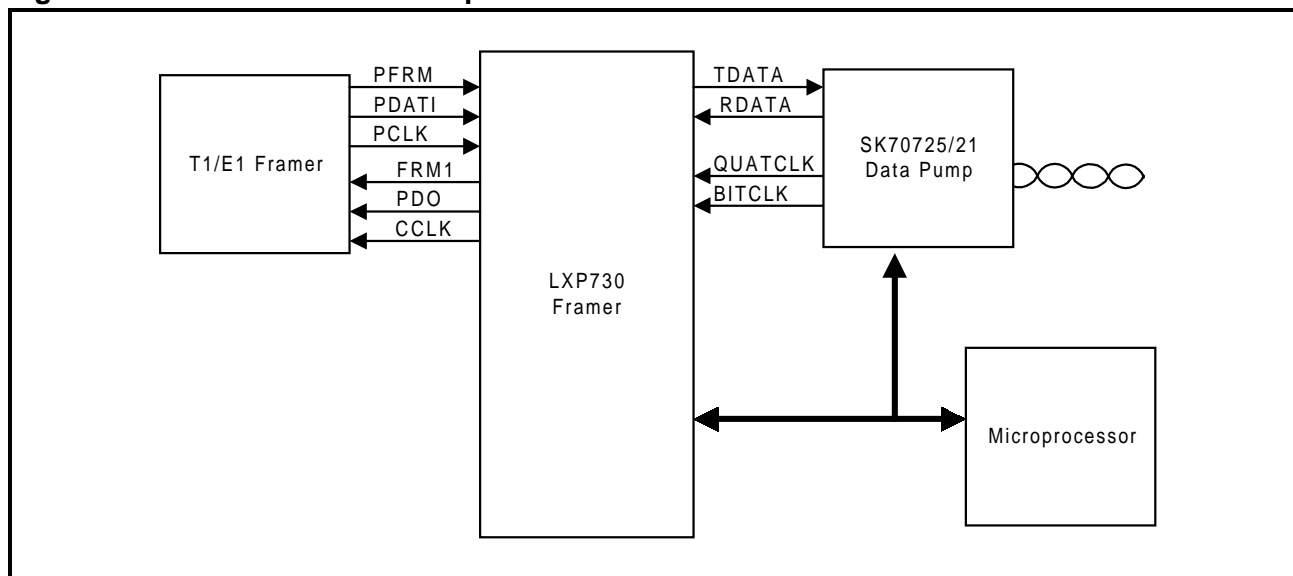 PFRM
PDATI
PCLK
T1/E1 Framer
FRM1
PDO
CCLK
LXP730
Framer
TDATA
RDATA
QUATCLK
BITCLK
SK70725/21
Data Pump
Microprocessor